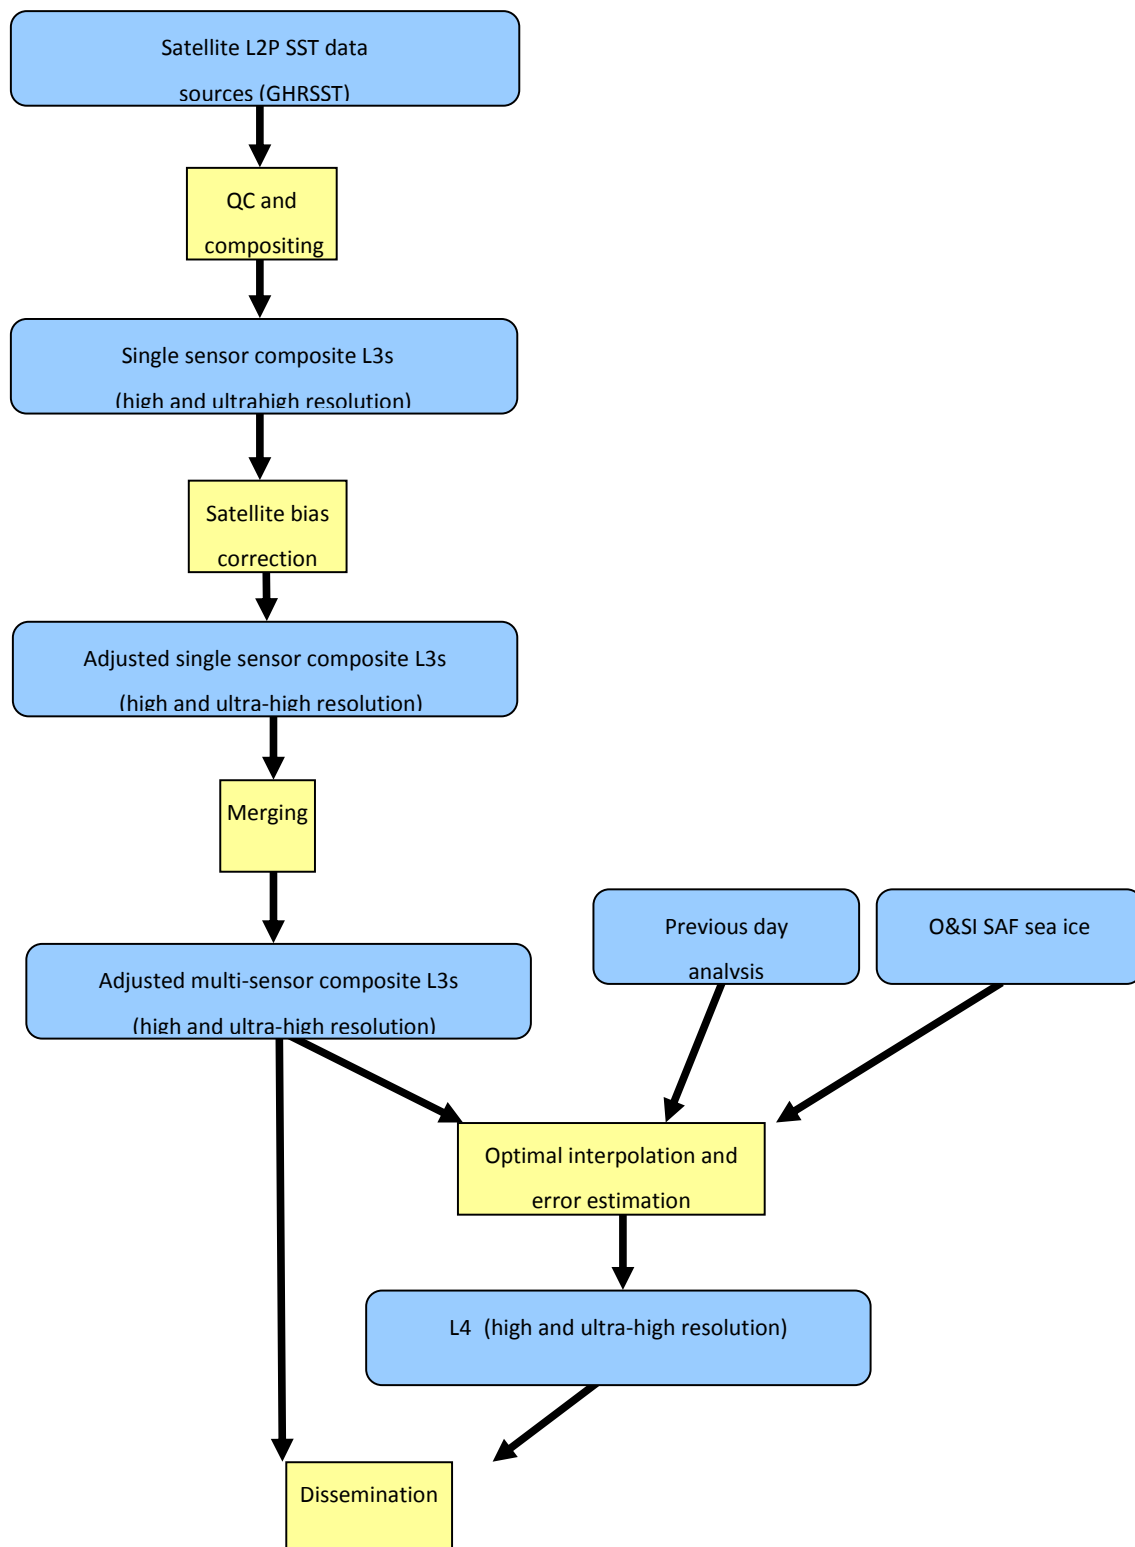 Satellite L2P SST data
sources (GHRSST)
QC and
compositing
Single sensor composite L3s
(high and ultrahigh resolution)
Satellite bias
correction
Adjusted single sensor composite L3s
(high and ultra-high resolution)
Merging
Previous day
analysis
O&SI SAF sea ice
Adjusted multi-sensor composite L3s
(high and ultra-high resolution)
Optimal interpolation and
error estimation
L4 (high and ultra-high resolution)
Dissemination